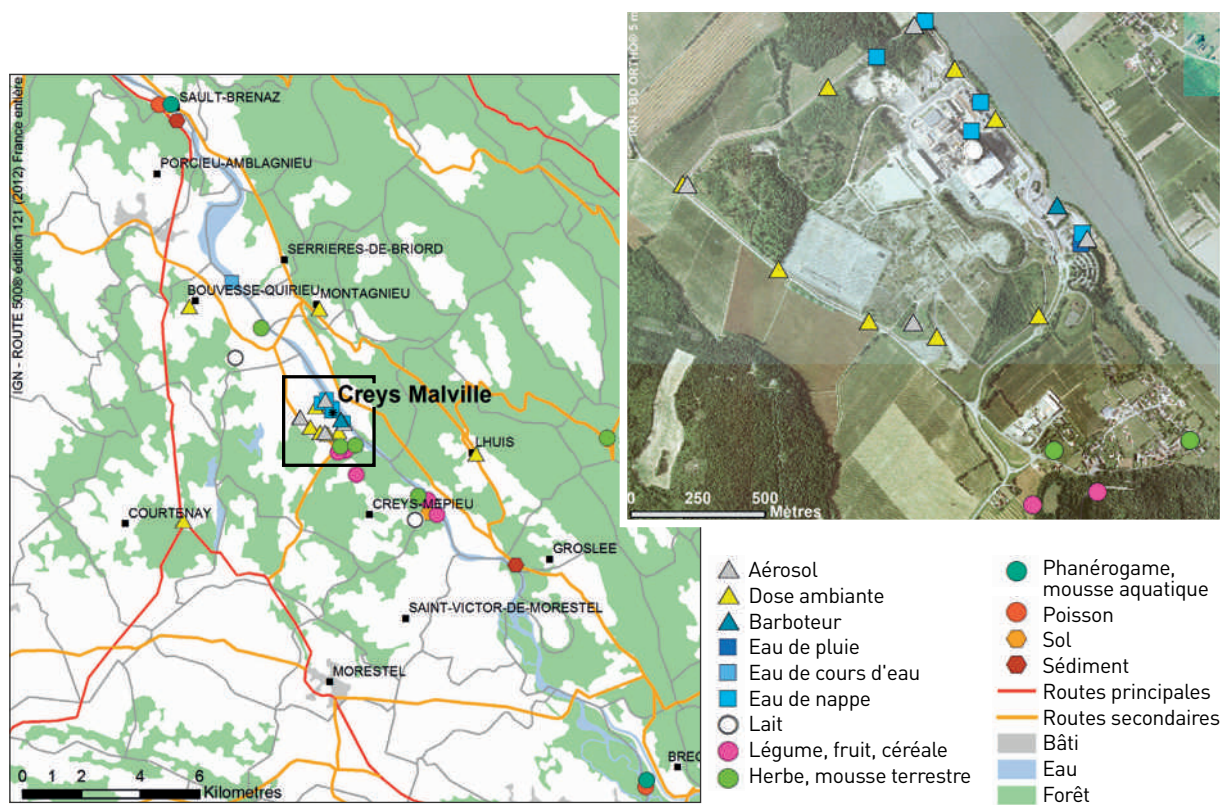 IGN - ROUTE 500® édition 121 (2012) France entière
SAULT-BRENAZ
PORCIEU-AMBLAGNIEU
SERRIERES-DE-BRIORD
BOUVESSE-QUIRIEU
MONTAGNIEU
Creys Malville
LHUIS
CREYS-MEPIEU
COURTENAY
GROSLEE
SAINT-VICTOR-DE-MORESTEL
MORESTEL
BREG
0 2 4 6
Kilometres
IGN - BD ORTHO® 5 m
0 250 500
Mètres
Aérosol
Dose ambiante
Barboteur
Eau de pluie
Eau de cours d'eau
Eau de nappe
Lait
Légume, fruit, céréale
Herbe, mousse terrestre
Phanérogame,
mousse aquatique
Poisson
Sol
Sédiment
Routes principales
Routes secondaires
Bâti
Eau
Forêt